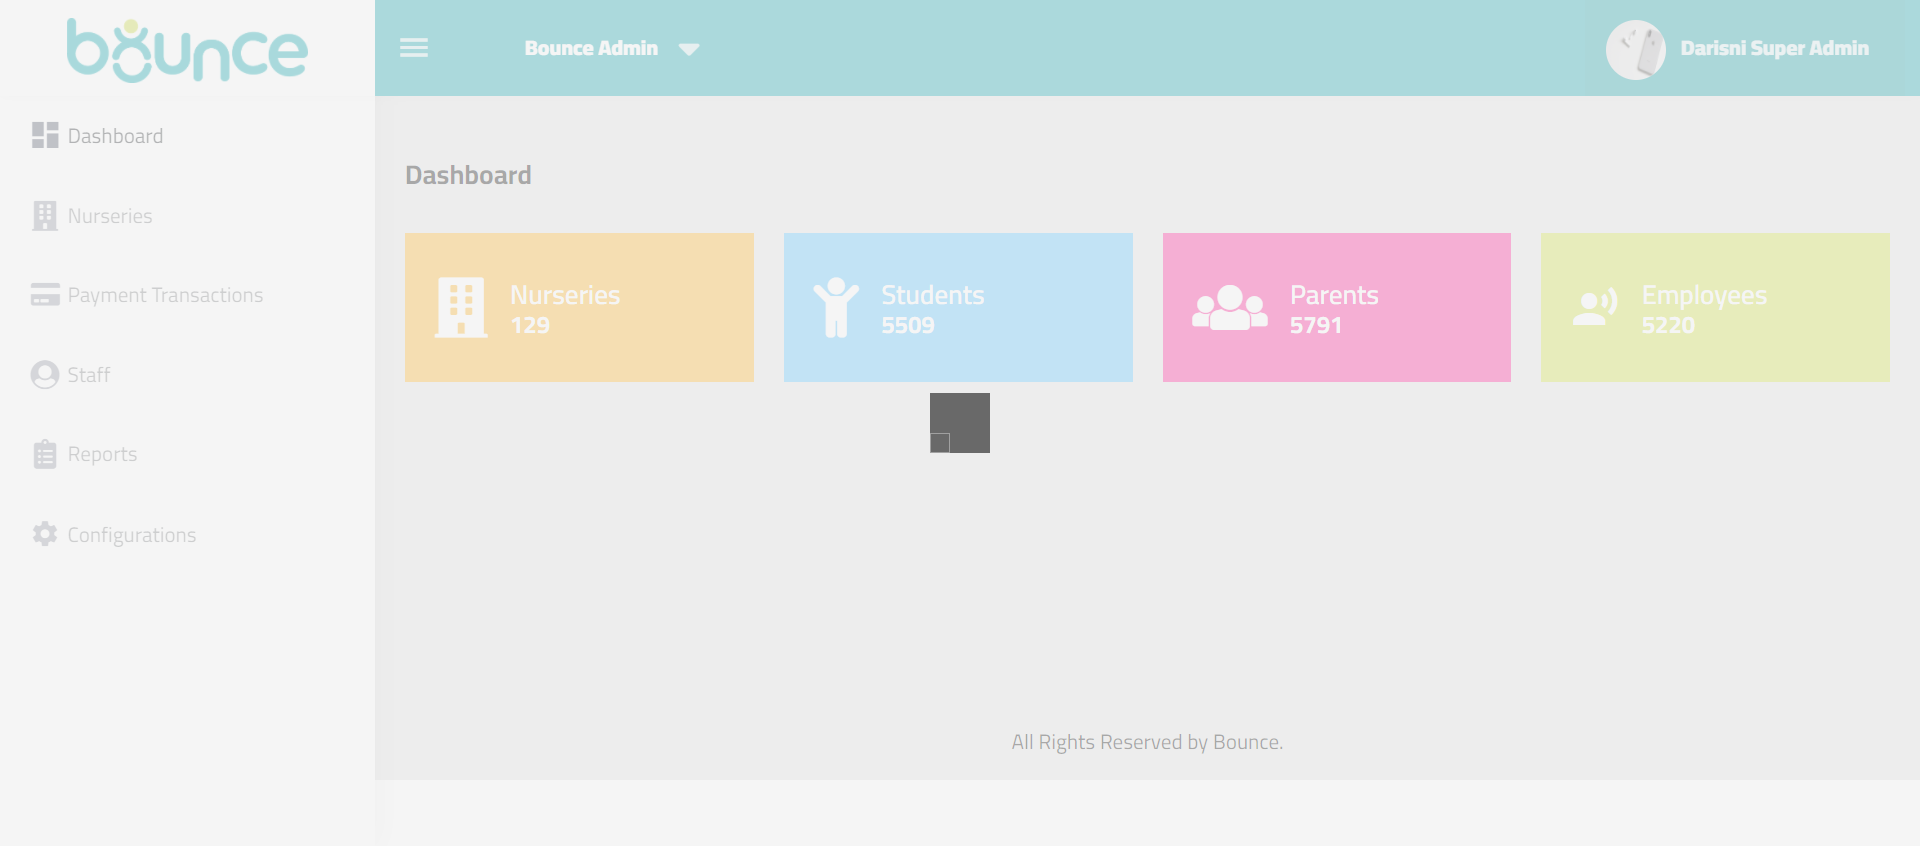 bounce
Bounce Admin
Darisni Super Admin
Dashboard
Nurseries
Payment Transactions
Staff
Reports
Configurations
Dashboard
Nurseries
129
Students
5509
Parents
5791
Employees
5220
All Rights Reserved by Bounce.